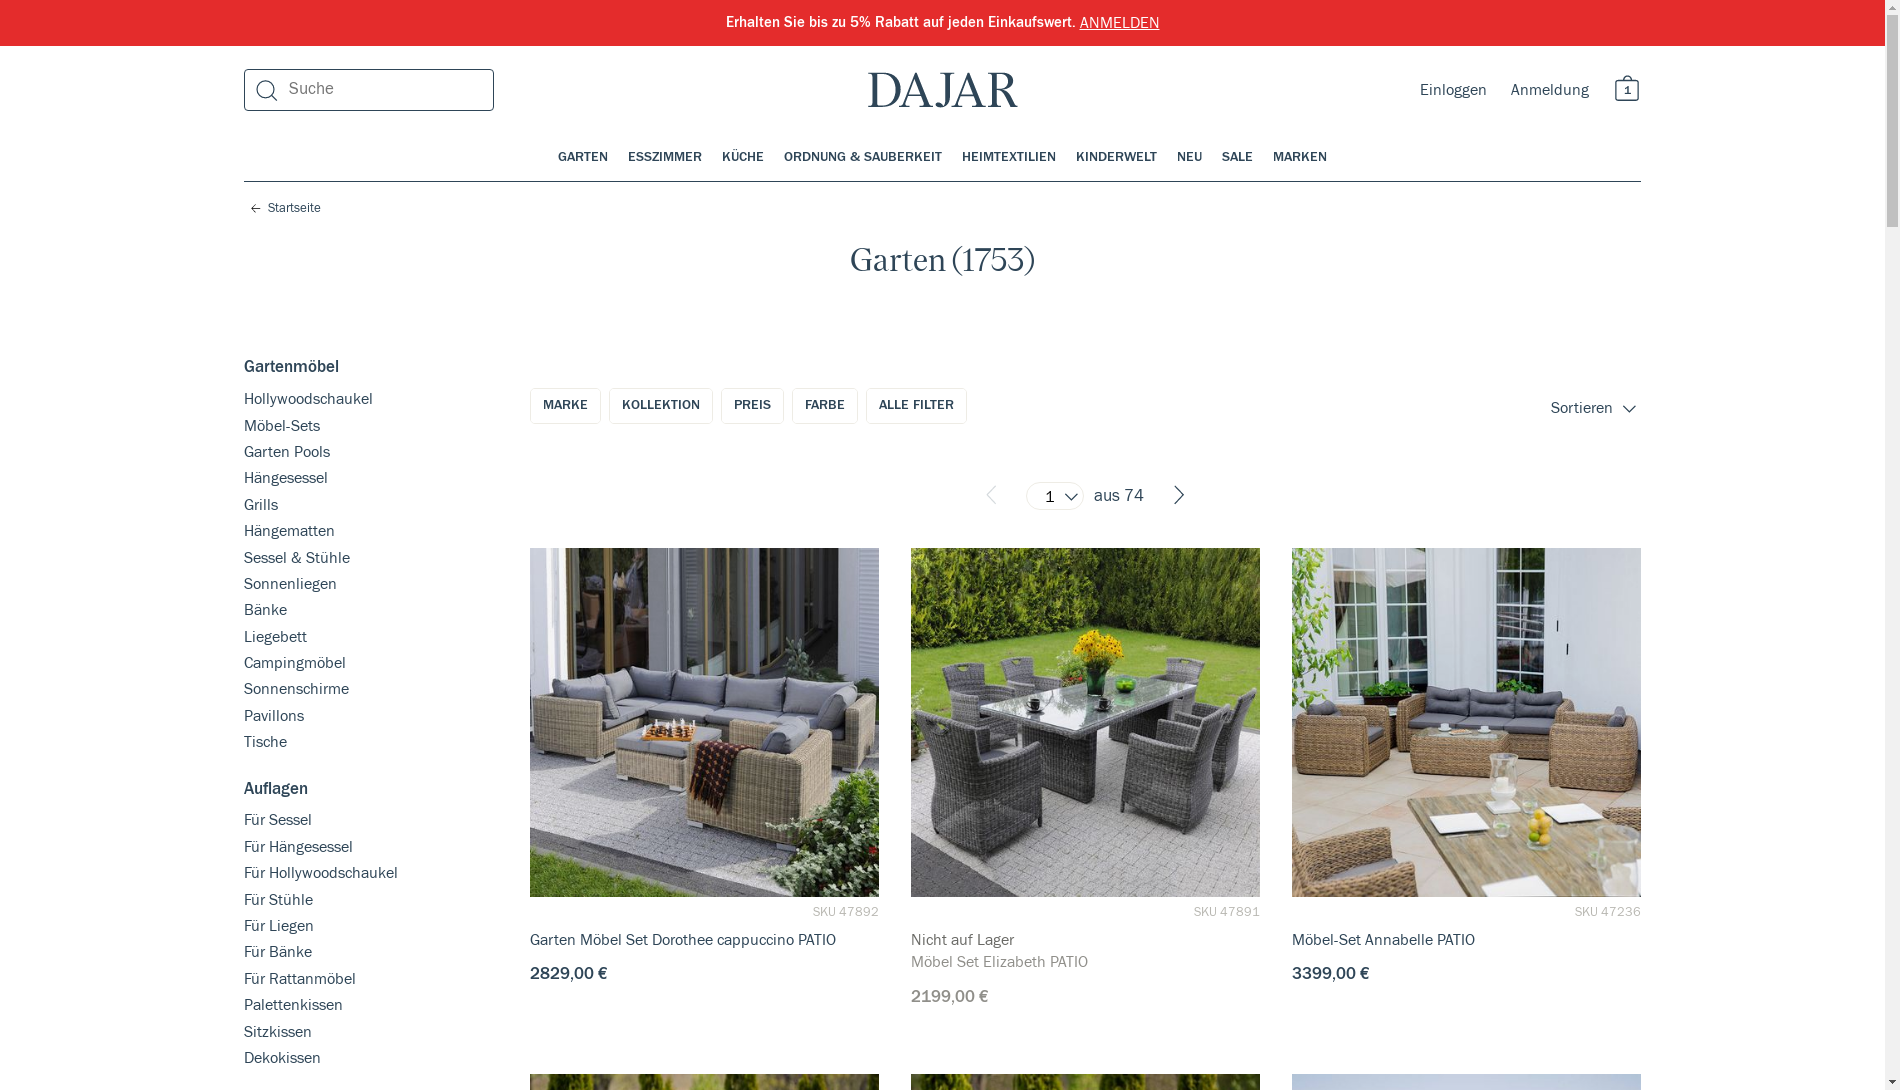 Erhalten Sie bis zu 5% Rabatt auf jeden Einkaufswert. ANMELDEN
Suche
DAJAR
Einloggen
Anmeldung
1
GARTEN
ESSZIMMER
KÜCHE
ORDNUNG & SAUBERKEIT
HEIMTEXTILIEN
KINDERWELT
NEU
SALE
MARKEN
Startseite
Garten (1753)
Gartenmöbel
Hollywoodschaukel
Möbel-Sets
Garten Pools
Hängesessel
Grills
Hängematten
Sessel & Stühle
Sonnenliegen
Bänke
Liegebett
Campingmöbel
Sonnenschirme
Pavillons
Tische
Auflagen
Für Sessel
Für Hängesessel
Für Hollywoodschaukel
Für Stühle
Für Liegen
Für Bänke
Für Rattanmöbel
Palettenkissen
Sitzkissen
Dekokissen
MARKE
KOLLEKTION
PREIS
FARBE
ALLE FILTER
Sortieren
1 aus 74
SKU 47892
Garten Möbel Set Dorothee cappuccino PATIO
2829,00 €
SKU 47891
Nicht auf Lager
Möbel Set Elizabeth PATIO
2199,00 €
SKU 47236
Möbel-Set Annabelle PATIO
3399,00 €